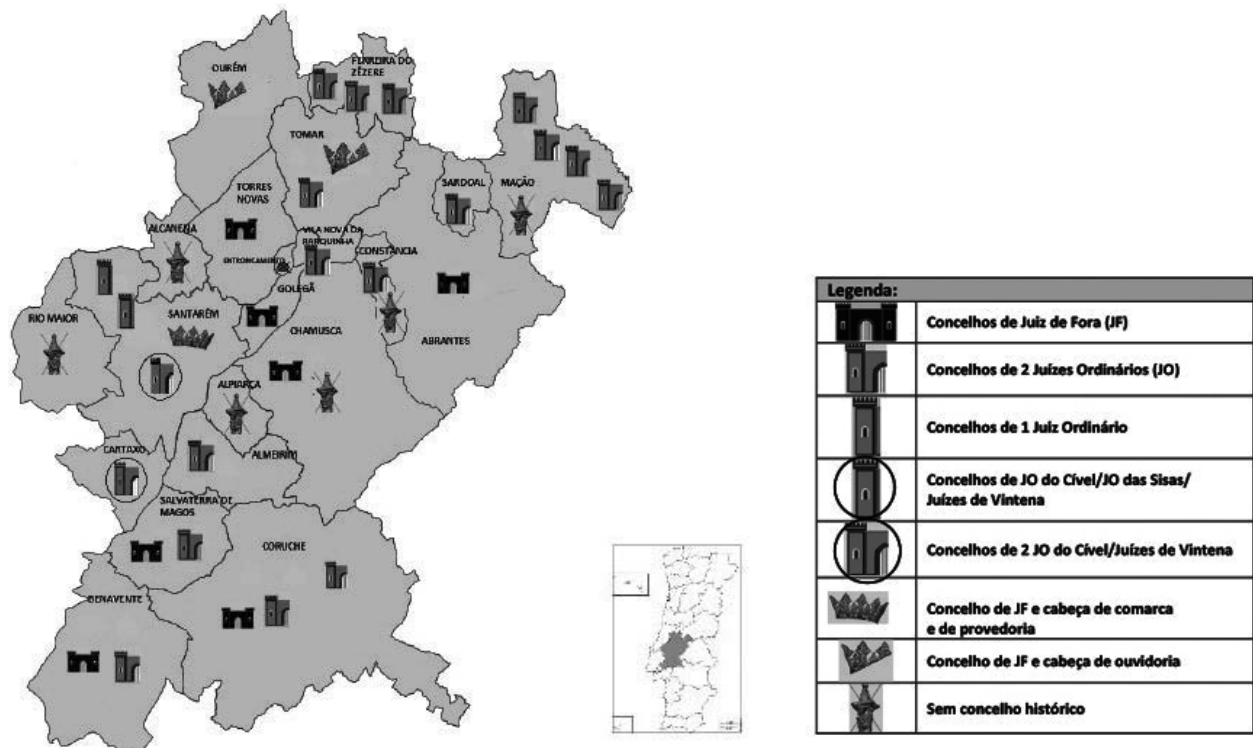 OURÉM
FERREIRA DO
ZÊZERE
TOMAR
TORRES
NOVAS
SARDOAL
MAÇÃO
ALCANENA
VILA NOVA DA
BARQUINHA
CONSTÂNCIA
ENTRONCAMENTO
GOLEGÃ
RIO MAIOR
SANTARÉM
CHAMUSCA
ABRANTES
ALPIARÇA
CARTAXO
ALMEIRIM
SALVATERRA DE
MAGOS
CORUCHE
BENAVENTE
Legenda:
Concelhos de Juiz de Fora (JF)
Concelhos de 2 Juízes Ordinários (JO)
Concelhos de 1 Juiz Ordinário
Concelhos de JO do Cível/JO das Sisas/
Juízes de Vintena
Concelhos de 2 JO do Cível/Juízes de Vintena
Concelho de JF e cabeça de comarca
e de provedoria
Concelho de JF e cabeça de ouvidoria
Sem concelho histórico